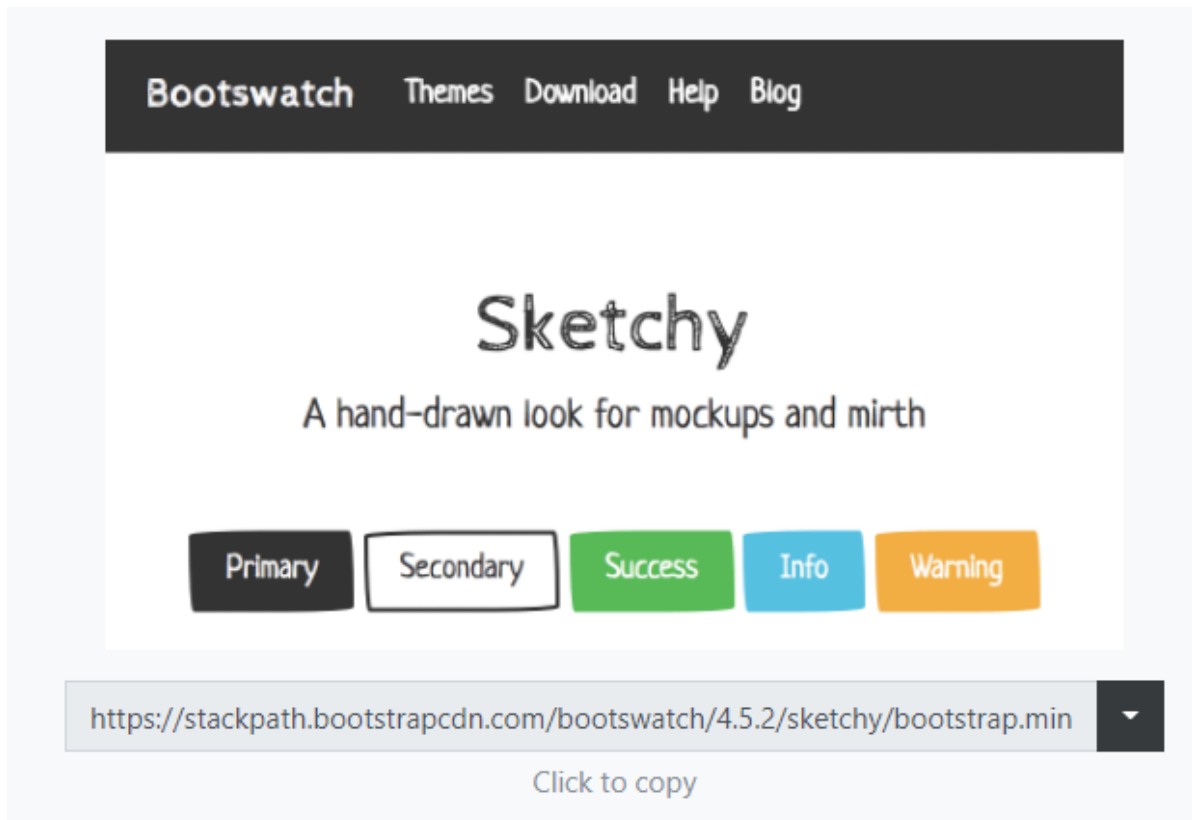 Bootswatch Themes Download Help Blog
Sketchy
A hand-drawn look for mockups and mirth
Primary Secondary Success Info Warning
https://stackpath.bootstrapcdn.com/bootswatch/4.5.2/sketchy/bootstrap.min
Click to copy